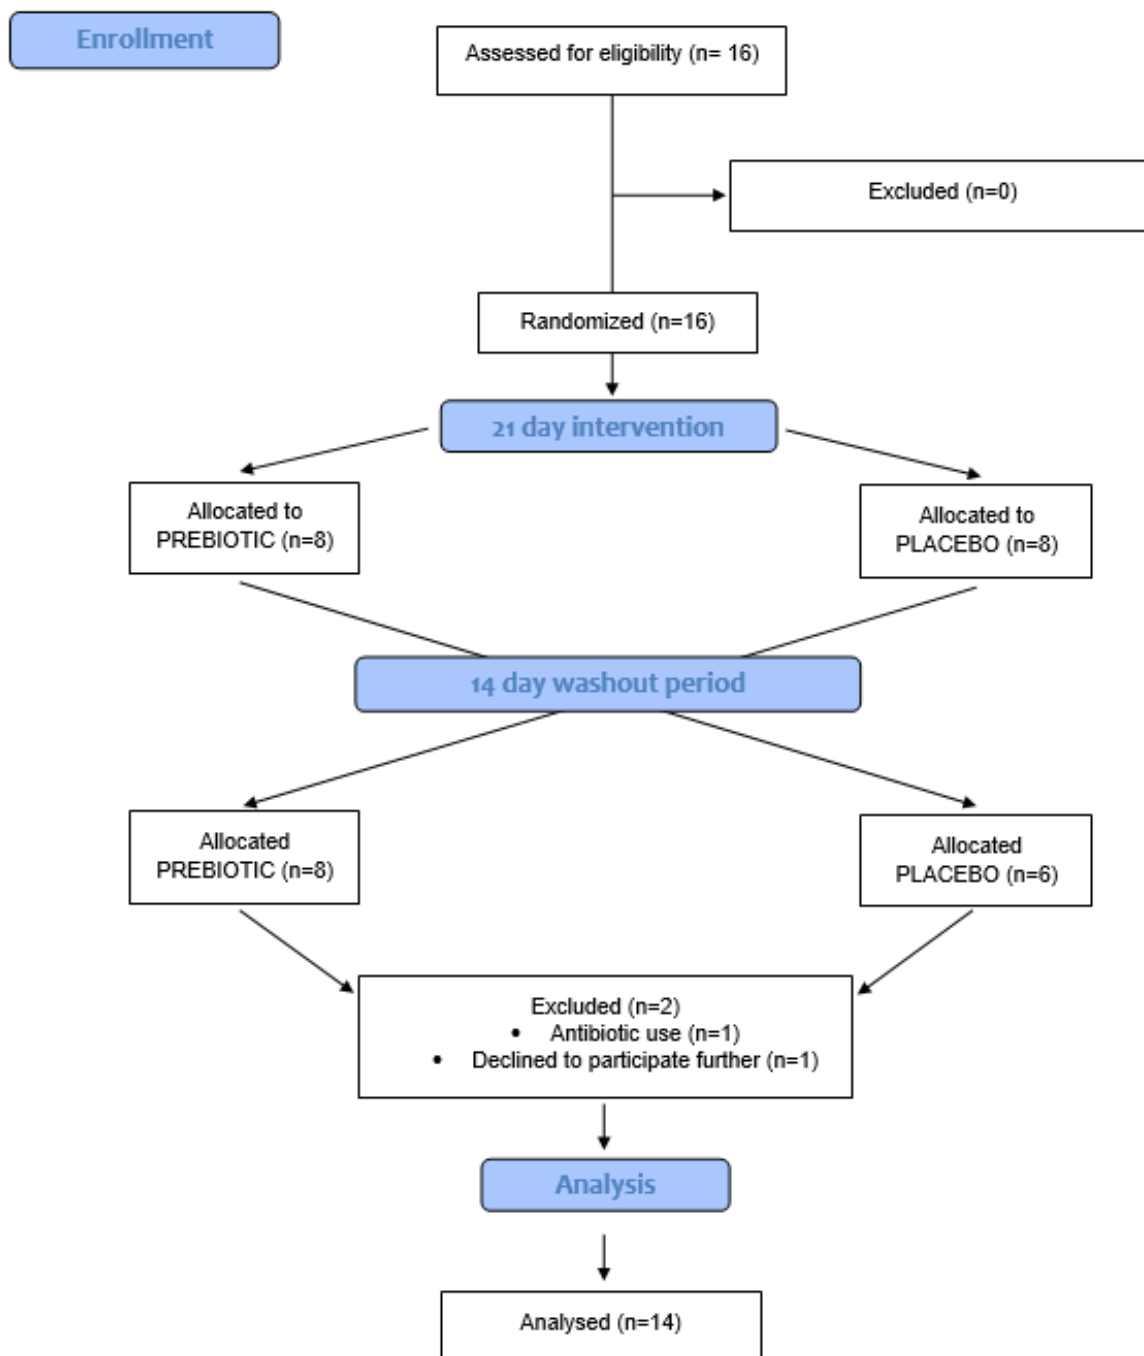 Enrollment
Assessed for eligibility (n= 16)
Excluded (n=0)
Randomized (n=16)
21 day intervention
Allocated to
PREBIOTIC (n=8)
Allocated to
PLACEBO (n=8)
14 day washout period
Allocated
PREBIOTIC (n=8)
Allocated
PLACEBO (n=6)
Excluded (n=2)
• Antibiotic use (n=1)
• Declined to participate further (n=1)
Analysis
Analysed (n=14)